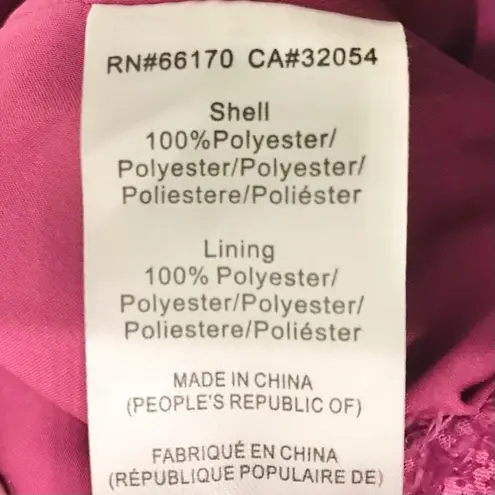 RN#66170 CA#32054
Shell
100%Polyester/
Polyester/Polyester/
Poliestere/Poliéster
Lining
100% Polyester/
Polyester/Polyester/
Poliestere/Poliéster
MADE IN CHINA
(PEOPLE'S REPUBLIC OF)
FABRIQUÉ EN CHINA
(RÉPUBLIQUE POPULAIRE DE)